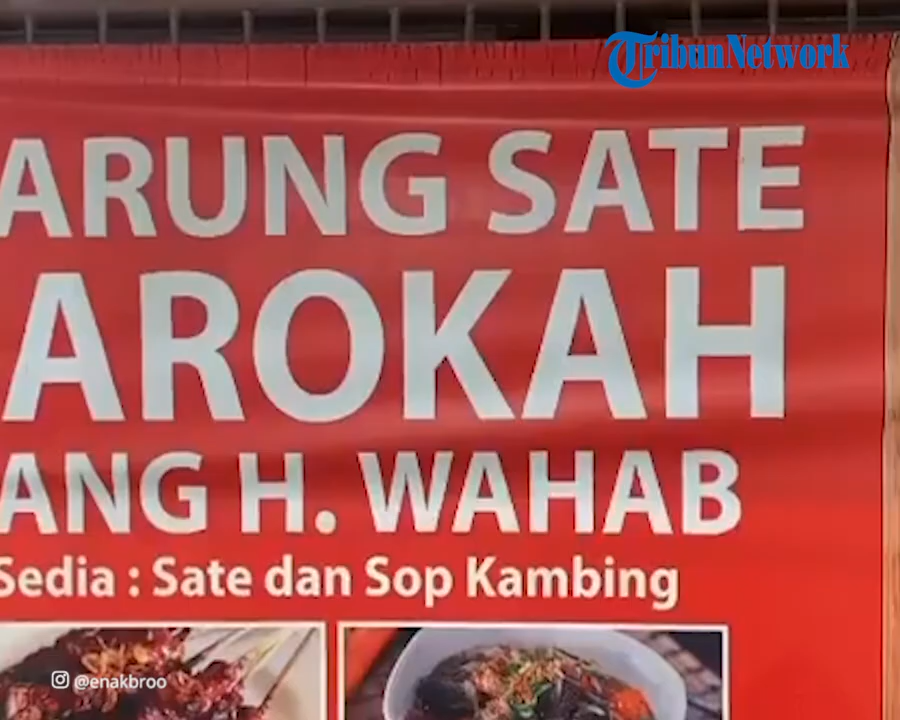 TribunNetwork
ARUNG SATE
AROKAH
ANG H. WAHAB
Sedia : Sate dan Sop Kambing
@enakbroo